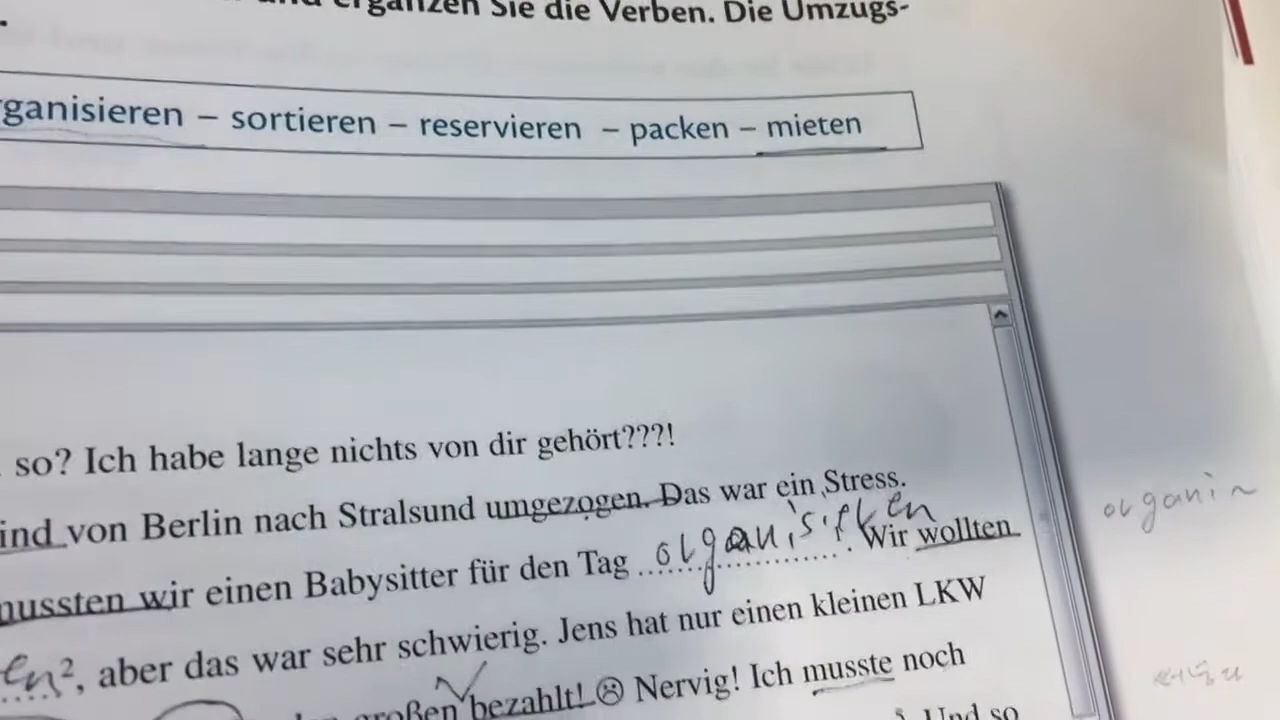 ergänzen Sie die Verben. Die Umzugs-
ganisieren – sortieren – reservieren – packen – mieten
so? Ich habe lange nichts von dir gehört???!
ind von Berlin nach Stralsund umgezogen. Das war ein Stress.
mussten wir einen Babysitter für den Tag organisieren. Wir wollten
organi~
en², aber das war sehr schwierig. Jens hat nur einen kleinen LKW
großen bezahlt!☹ Nervig! Ich musste noch
Und so